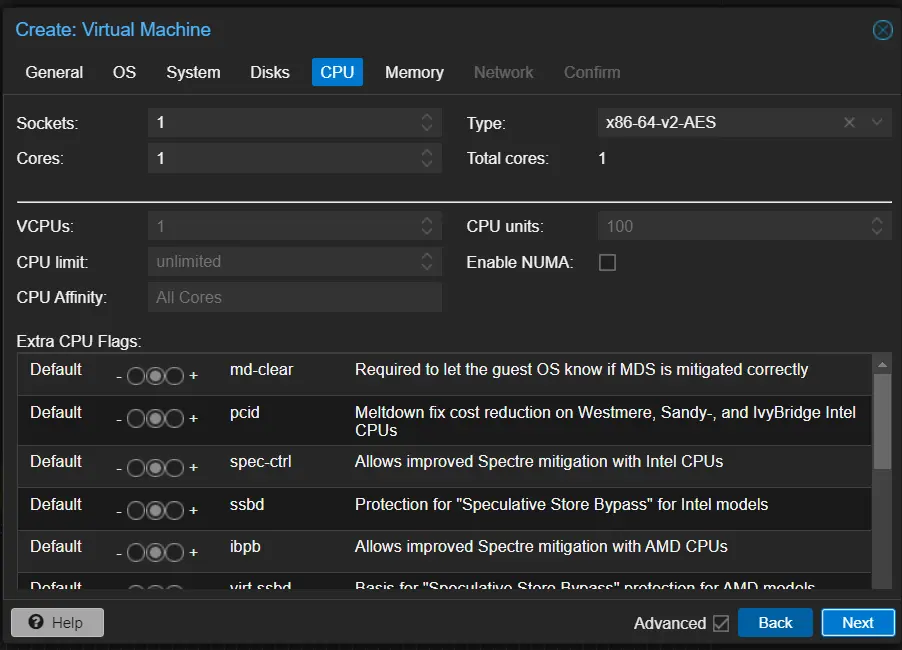 Create: Virtual Machine
General OS System Disks CPU Memory Network Confirm
Sockets: 1 Type: x86-64-v2-AES
Cores: 1 Total cores: 1
VCPUs: 1 CPU units: 100
CPU limit: unlimited Enable NUMA:
CPU Affinity: All Cores
Extra CPU Flags:
Default - + md-clear Required to let the guest OS know if MDS is mitigated correctly
Default - + pcid Meltdown fix cost reduction on Westmere, Sandy-, and IvyBridge Intel
CPUs
Default - + spec-ctrl Allows improved Spectre mitigation with Intel CPUs
Default - + ssbd Protection for "Speculative Store Bypass" for Intel models
Default - + ibpb Allows improved Spectre mitigation with AMD CPUs
Default virt-ssbd Basis for "Speculative Store Bypass" protection for AMD models
? Help Advanced Back Next